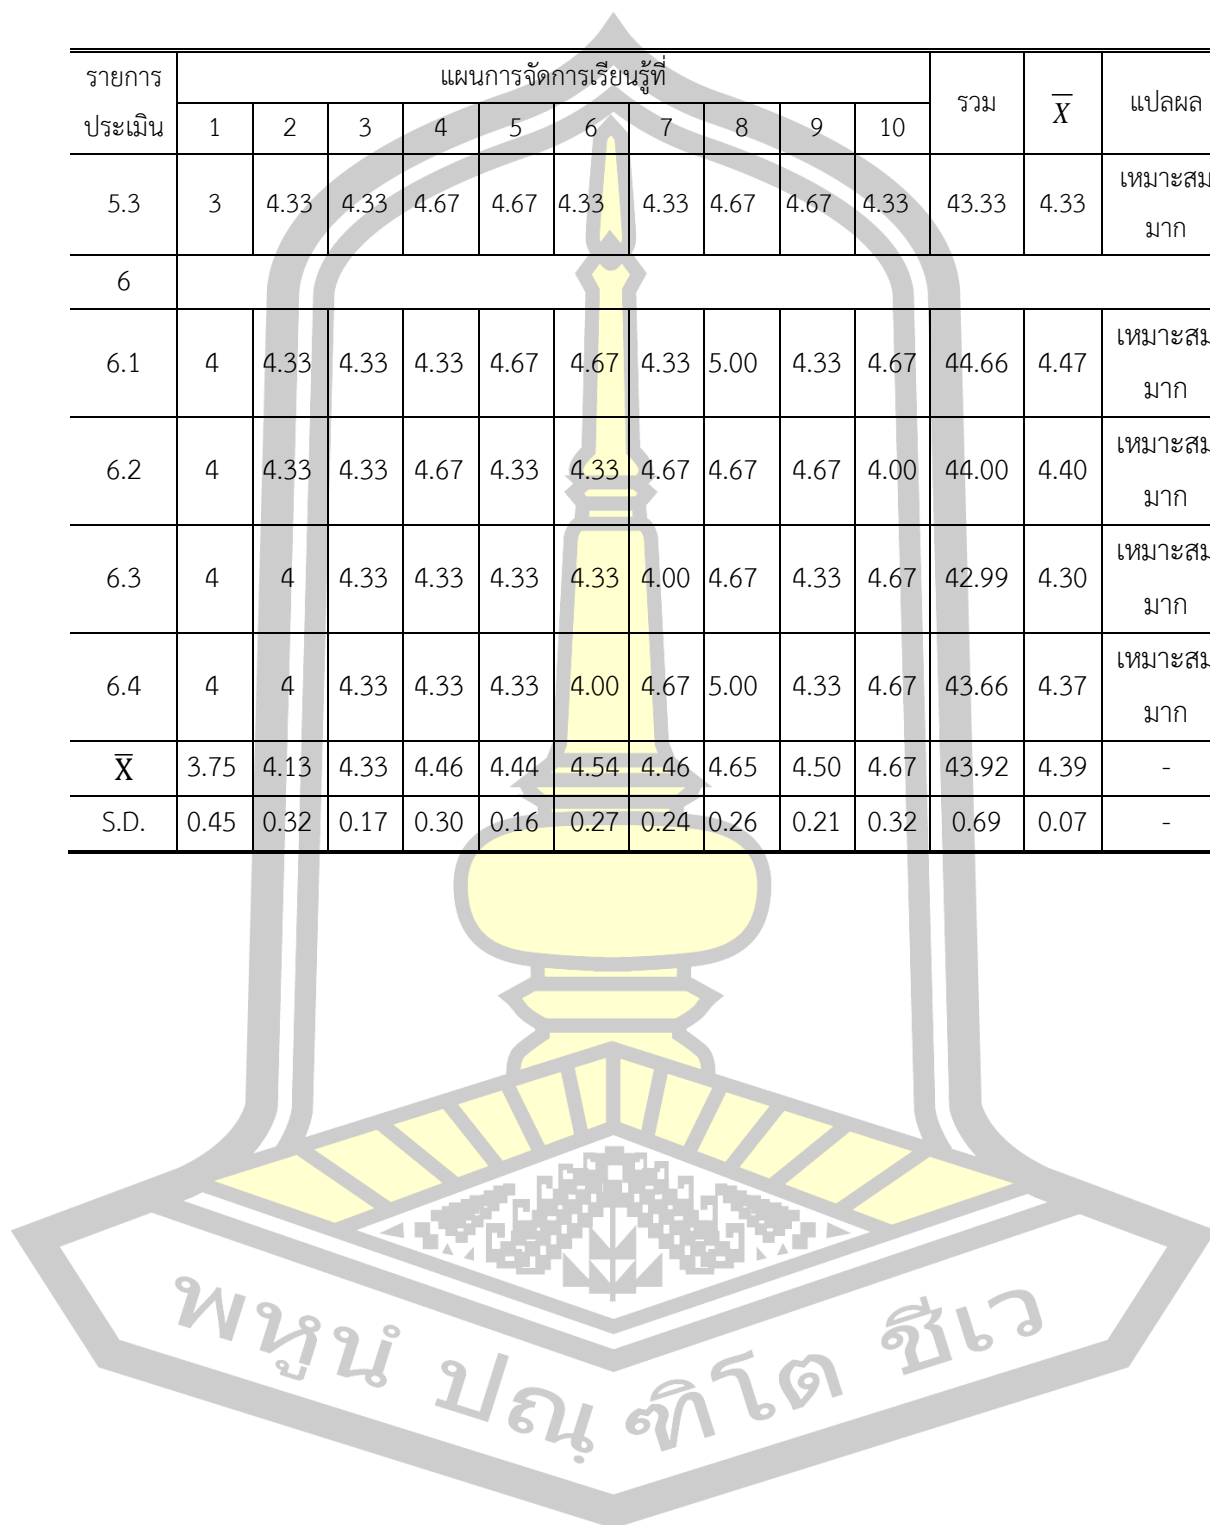 รายการประเมิน แผนการจัดการเรียนรู้ที่ รวม X̅ แปลผล
1 2 3 4 5 6 7 8 9 10
5.3 3 4.33 4.33 4.67 4.67 4.33 4.33 4.67 4.67 4.33 43.33 4.33 เหมาะสมมาก
6
6.1 4 4.33 4.33 4.33 4.67 4.67 4.33 5.00 4.33 4.67 44.66 4.47 เหมาะสมมาก
6.2 4 4.33 4.33 4.67 4.33 4.33 4.67 4.67 4.67 4.00 44.00 4.40 เหมาะสมมาก
6.3 4 4 4.33 4.33 4.33 4.33 4.00 4.67 4.33 4.67 42.99 4.30 เหมาะสมมาก
6.4 4 4 4.33 4.33 4.33 4.00 4.67 5.00 4.33 4.67 43.66 4.37 เหมาะสมมาก
X̅ 3.75 4.13 4.33 4.46 4.44 4.54 4.46 4.65 4.50 4.67 43.92 4.39 -
S.D. 0.45 0.32 0.17 0.30 0.16 0.27 0.24 0.26 0.21 0.32 0.69 0.07 -
พหูนํ ปณฺฑิโต ชีเว